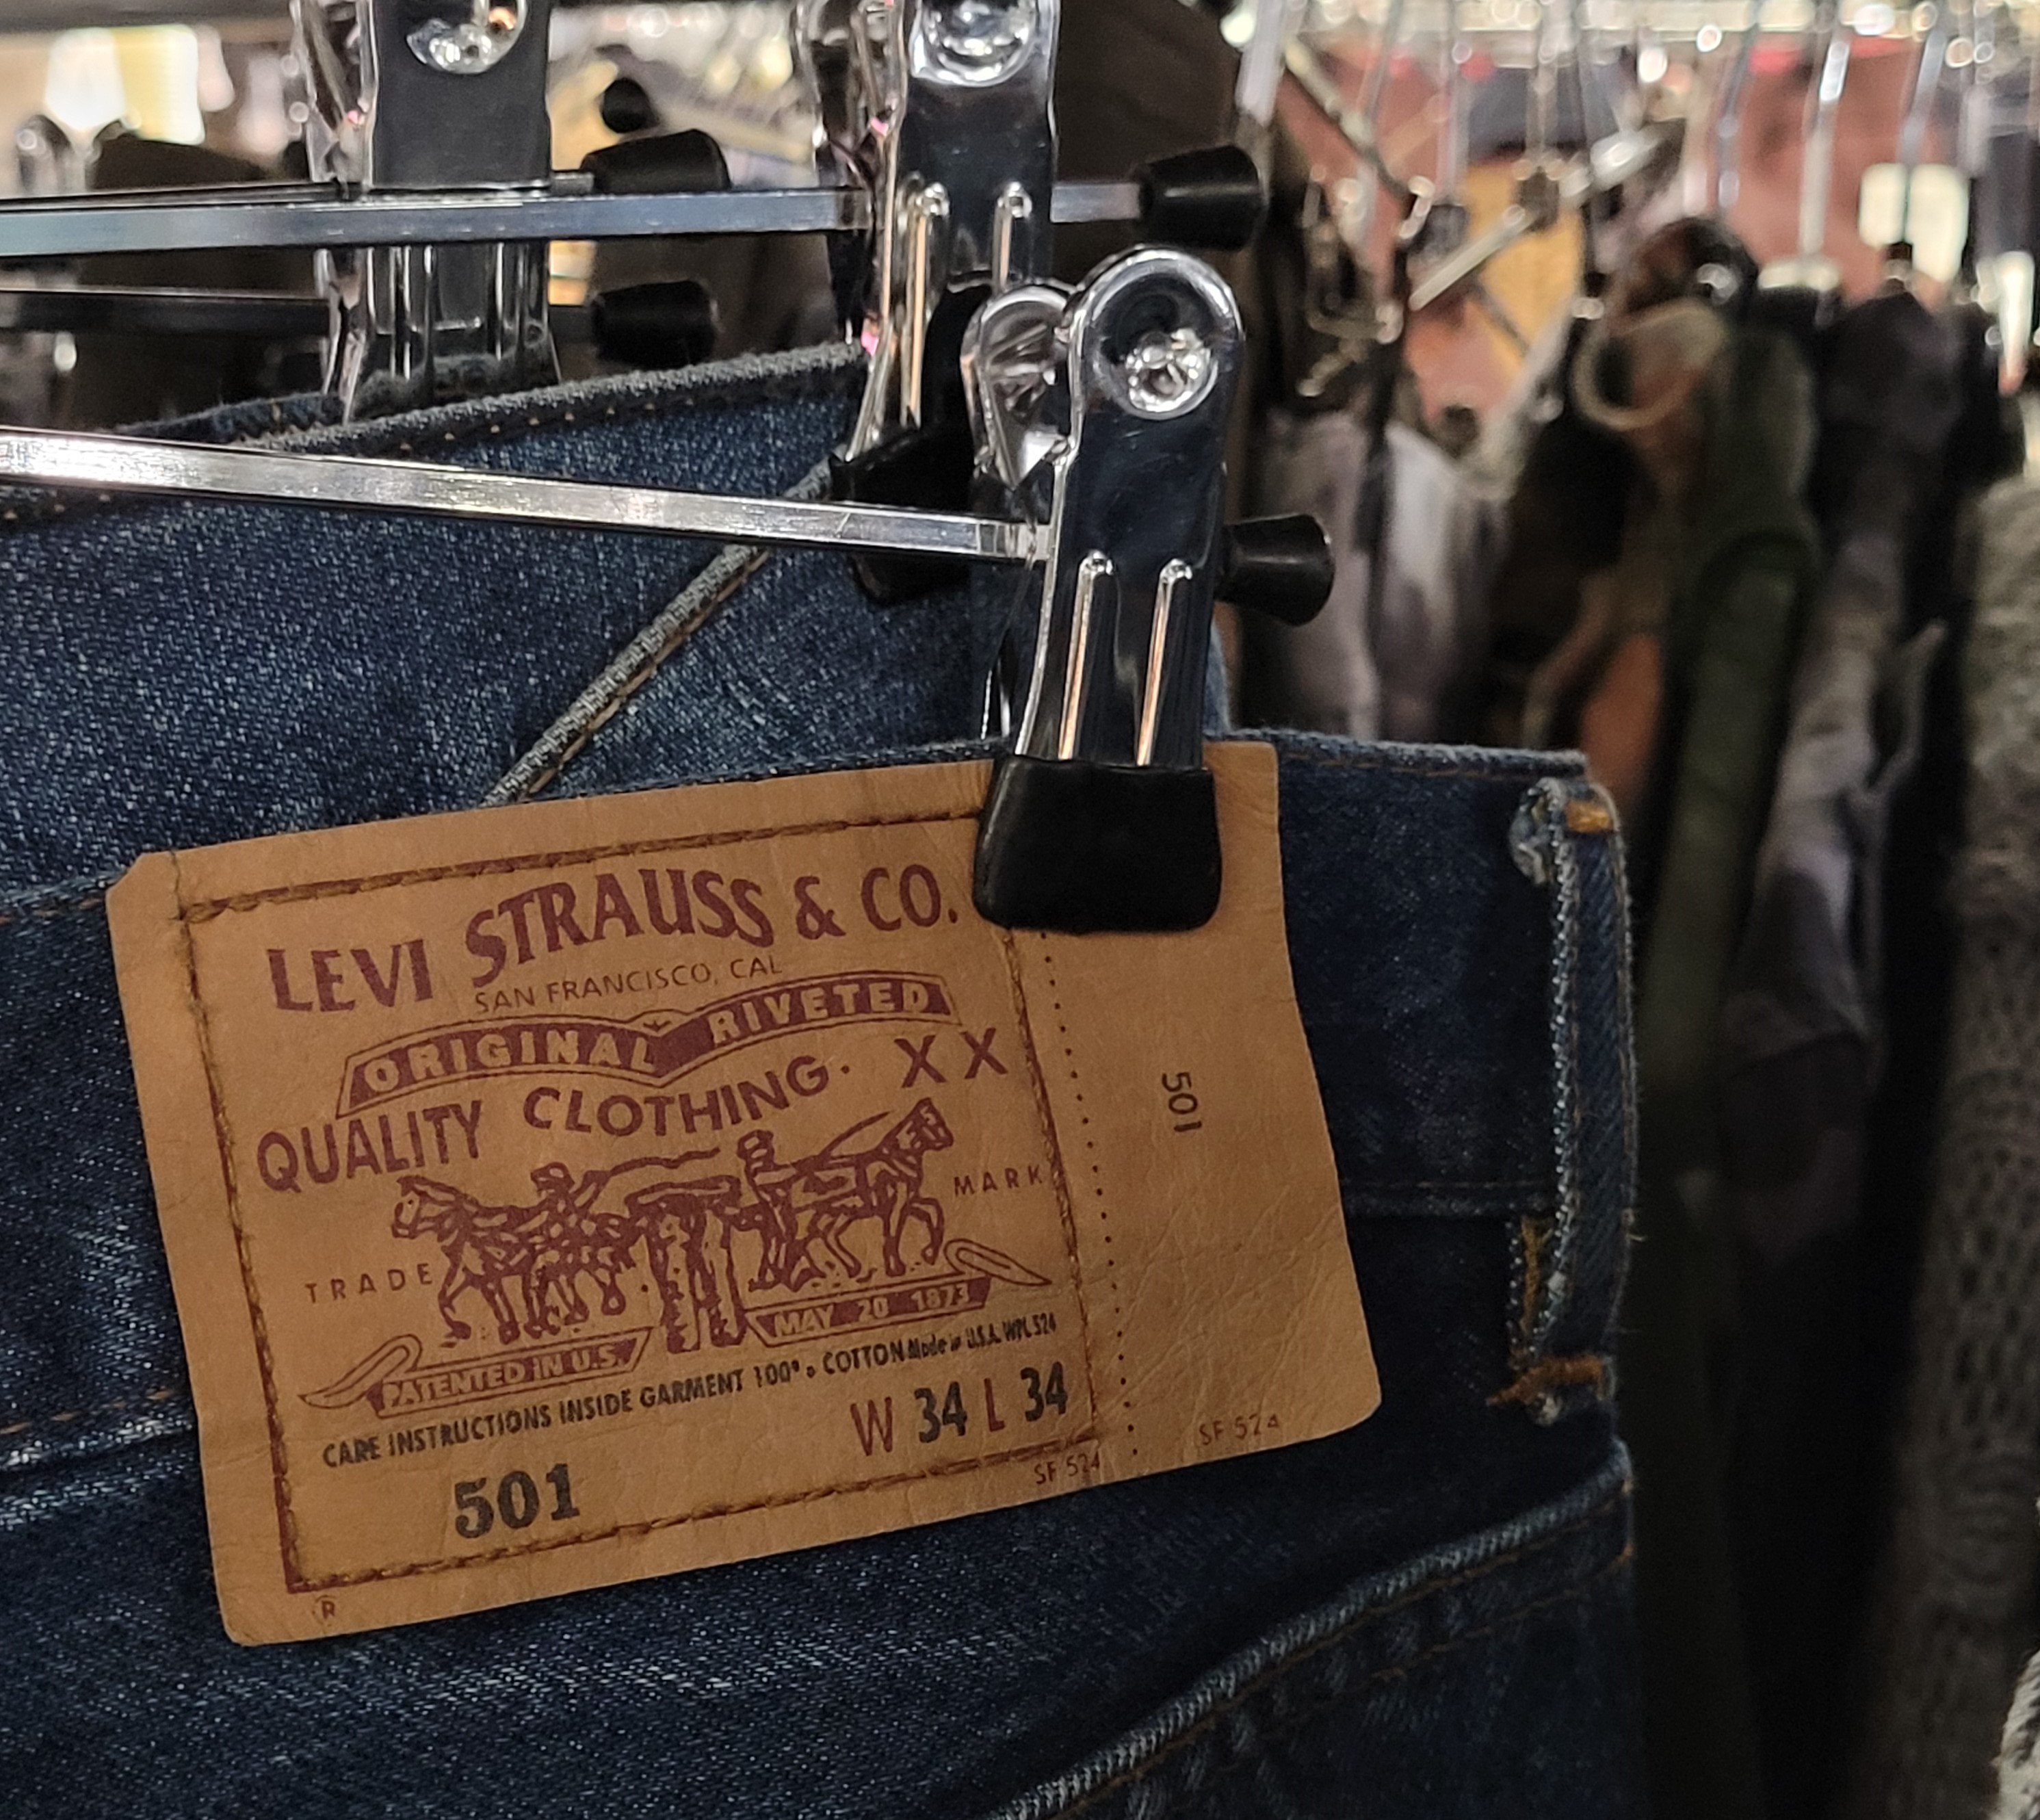 LEVI STRAUSS & CO.
SAN FRANCISCO, CAL
ORIGINAL RIVETED
QUALITY CLOTHING. XX
TRADE MARK
PATENTED IN U.S. MAY 20 1873
CARE INSTRUCTIONS INSIDE GARMENT 100% COTTON Made in U.S.A. WPL 524
W 34 L 34
501
SF 524
®
501
SF 524